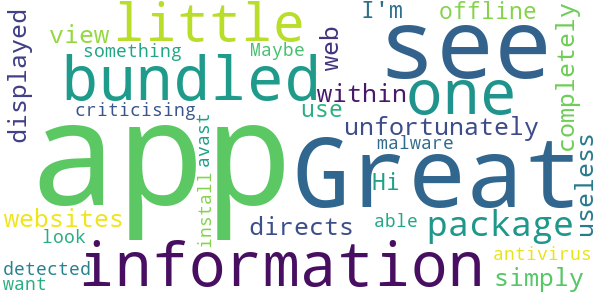 little
I'm
offline
view
something
Maybe
web
see
completely
displayed
bundled
within
one
criticising
use
unfortunately
app
avast
Great
malware
useless
Hi
install
websites
directs
able
package
look
information
antivirus
detected
want
simply